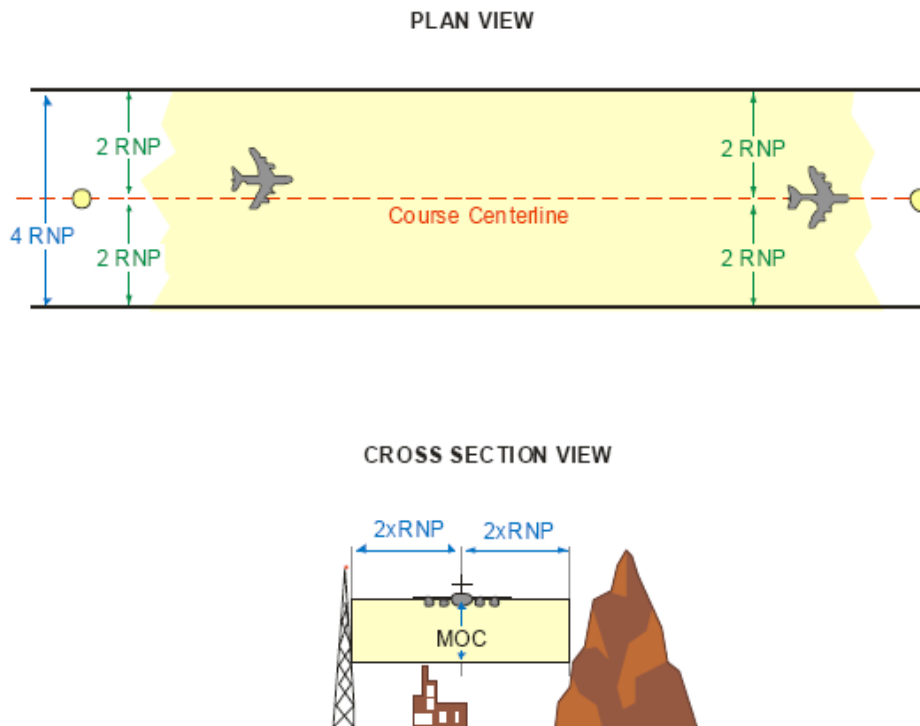 PLAN VIEW
2 RNP
2 RNP
Course Centerline
4 RNP
2 RNP
2 RNP
CROSS SECTION VIEW
2xRNP
2xRNP
MOC